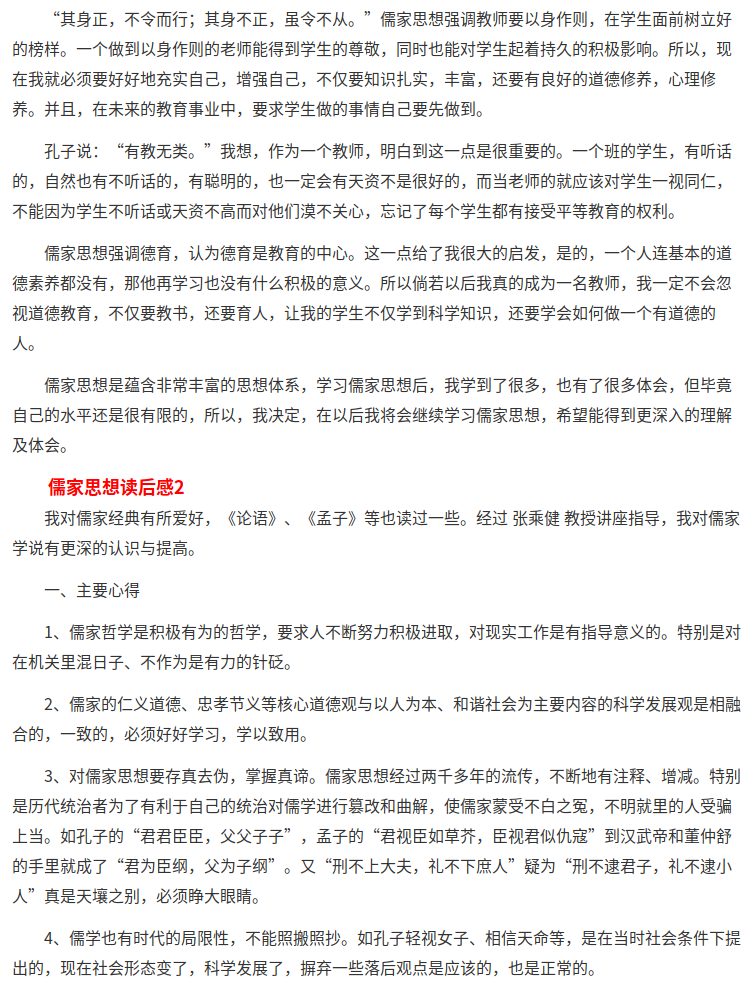 “其身正，不令而行；其身不正，虽令不从。”儒家思想强调教师要以身作则，在学生面前树立好
的榜样。一个做到以身作则的老师能得到学生的尊敬，同时也能对学生起着持久的积极影响。所以，现
在我就必须要好好地充实自己，增强自己，不仅要知识扎实，丰富，还要有良好的道德修养，心理修
养。并且，在未来的教育事业中，要求学生做的事情自己要先做到。
孔子说：“有教无类。”我想，作为一个教师，明白到这一点是很重要的。一个班的学生，有听话
的，自然也有不听话的，有聪明的，也一定会有天资不是很好的，而当老师的就应该对学生一视同仁，
不能因为学生不听话或天资不高而对他们漠不关心，忘记了每个学生都有接受平等教育的权利。
儒家思想强调德育，认为德育是教育的中心。这一点给了我很大的启发，是的，一个人连基本的道
德素养都没有，那他再学习也没有什么积极的意义。所以倘若以后我真的成为一名教师，我一定不会忽
视道德教育，不仅要教书，还要育人，让我的学生不仅学到科学知识，还要学会如何做一个有道德的
人。
儒家思想是蕴含非常丰富的思想体系，学习儒家思想后，我学到了很多，也有了很多体会，但毕竟
自己的水平还是很有限的，所以，我决定，在以后我将会继续学习儒家思想，希望能得到更深入的理解
及体会。
儒家思想读后感2
我对儒家经典有所爱好，《论语》、《孟子》等也读过一些。经过 张乘健 教授讲座指导，我对儒家
学说有更深的认识与提高。
一、主要心得
1、儒家哲学是积极有为的哲学，要求人不断努力积极进取，对现实工作是有指导意义的。特别是对
在机关里混日子、不作为是有力的针砭。
2、儒家的仁义道德、忠孝节义等核心道德观与以人为本、和谐社会为主要内容的科学发展观是相融
合的，一致的，必须好好学习，学以致用。
3、对儒家思想要存真去伪，掌握真谛。儒家思想经过两千多年的流传，不断地有注释、增减。特别
是历代统治者为了有利于自己的统治对儒学进行篡改和曲解，使儒家蒙受不白之冤，不明就里的人受骗
上当。如孔子的“君君臣臣，父父子子”，孟子的“君视臣如草芥，臣视君似仇寇”到汉武帝和董仲舒
的手里就成了“君为臣纲，父为子纲”。又“刑不上大夫，礼不下庶人”疑为“刑不逮君子，礼不逮小
人”真是天壤之别，必须睁大眼睛。
4、儒学也有时代的局限性，不能照搬照抄。如孔子轻视女子、相信天命等，是在当时社会条件下提
出的，现在社会形态变了，科学发展了，摒弃一些落后观点是应该的，也是正常的。